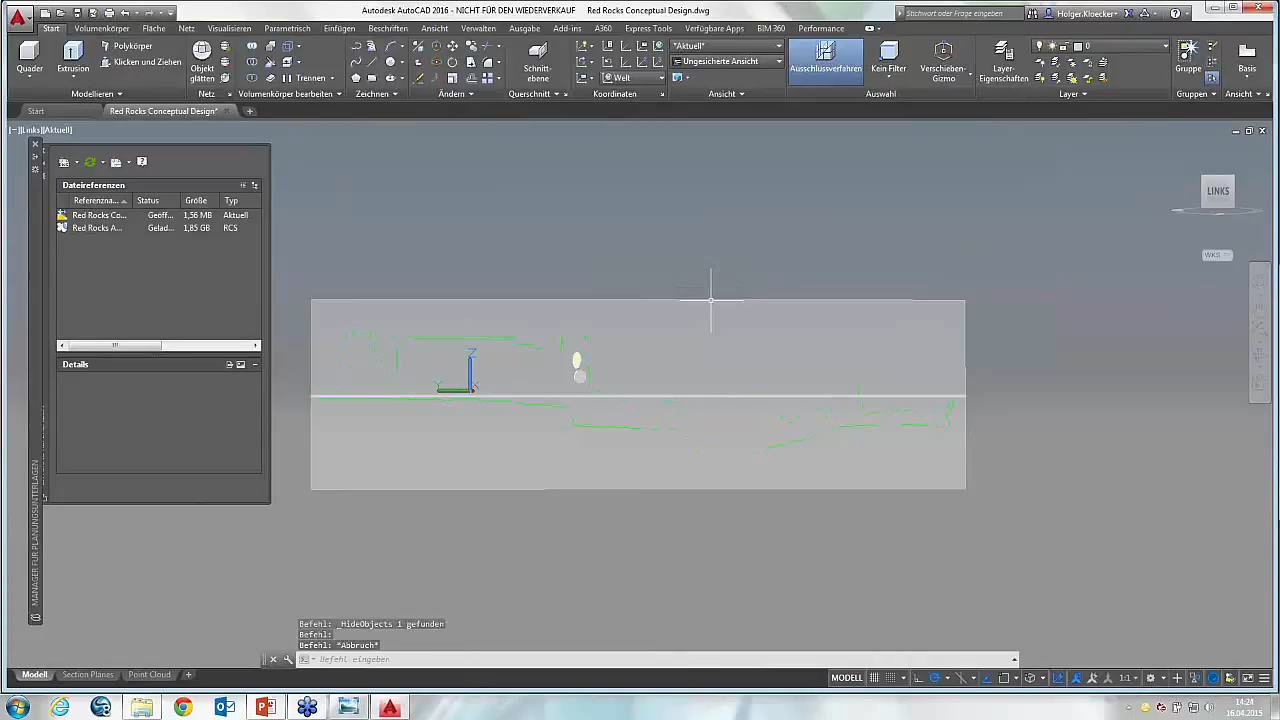 Autodesk AutoCAD 2016 - NICHT FÜR DEN WIEDERVERKAUF Red Rocks Conceptual Design.dwg
Stichwort oder Frage eingeben
Holger.Kloecker
Start Volumenkörper Fläche Netz Visualisieren Parametrisch Einfügen Beschriften Ansicht Verwalten Ausgabe Add-ins A360 Express Tools Verfügbare Apps BIM 360 Performance
Quader
Extrusion
Polykörper
Klicken und Ziehen
Modellieren
Objekt glätten
Netz
Trennen
Volumenkörper bearbeiten
Zeichnen
Ändern
Schnitt-ebene
Querschnitt
Welt
Koordinaten
*Aktuell*
Ungesicherte Ansicht
Ansicht
Ausschlussverfahren
Kein Filter
Verschieben-Gizmo
Auswahl
Layer-Eigenschaften
0
Layer
Gruppe
Gruppen
Basis
Ansicht
Start
Red Rocks Conceptual Design*
[−][Links][Aktuell]
Dateireferenzen
Referenzna... Status Größe Typ
Red Rocks Co... Geoff... 1,56 MB Aktuell
Red Rocks A... Gelad... 1,85 GB RCS
Details
MANAGER FÜR PLANUNGSUNTERLAGEN
LINKS
WKS
Z
Y
X
Befehl: _HideObjects 1 gefunden
Befehl:
Befehl: *Abbruch*
Befehl eingeben
Modell Section Planes Point Cloud
MODELL
1:1
14:24
16.04.2015